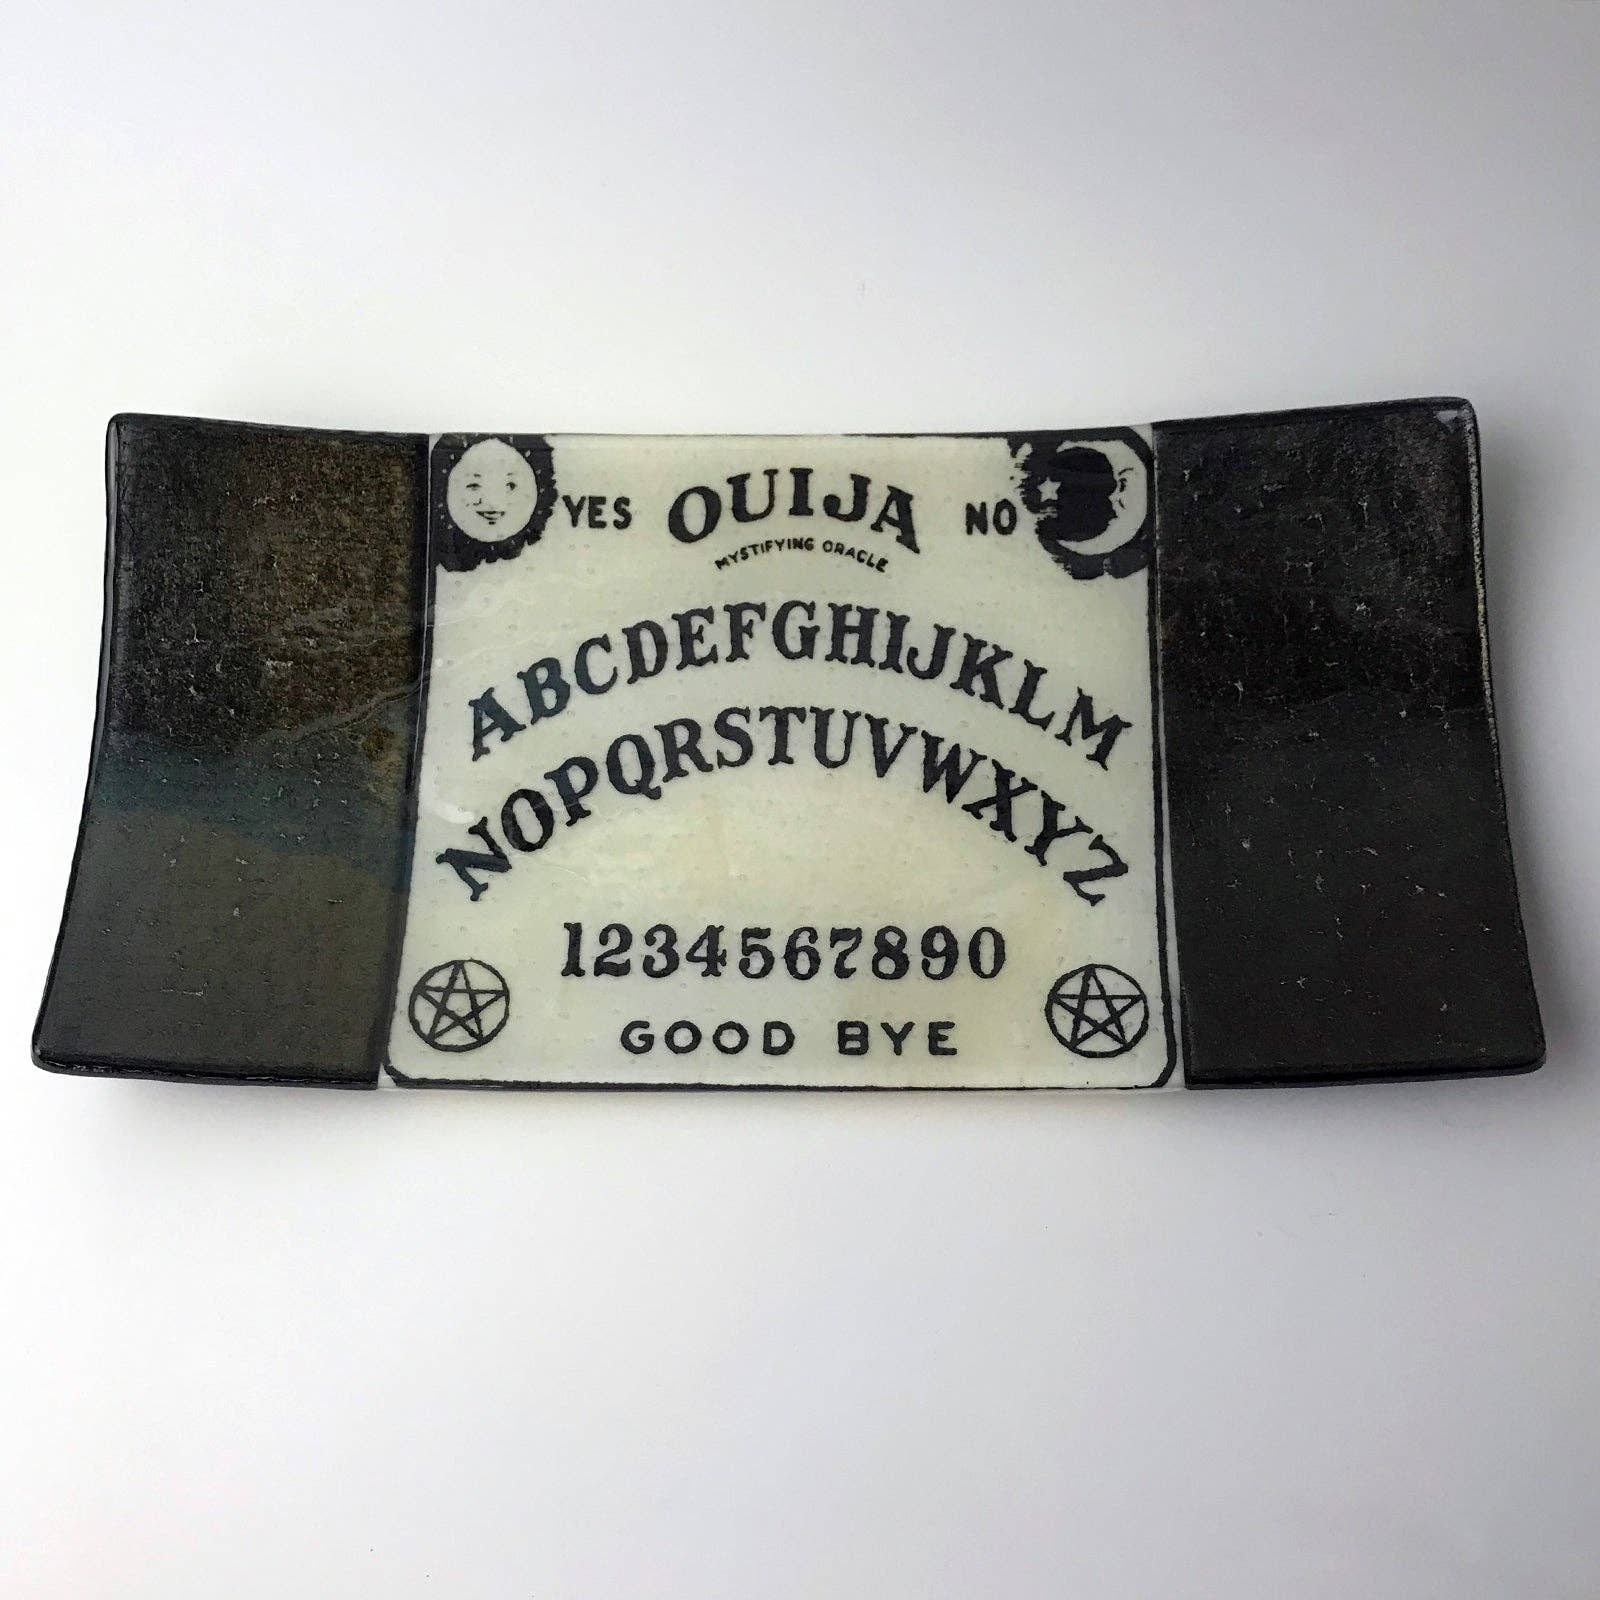 YES OUIJA NO
MYSTIFYING ORACLE
ABCDEFGHIJKLM
NOPQRSTUVWXYZ
1234567890
GOOD BYE